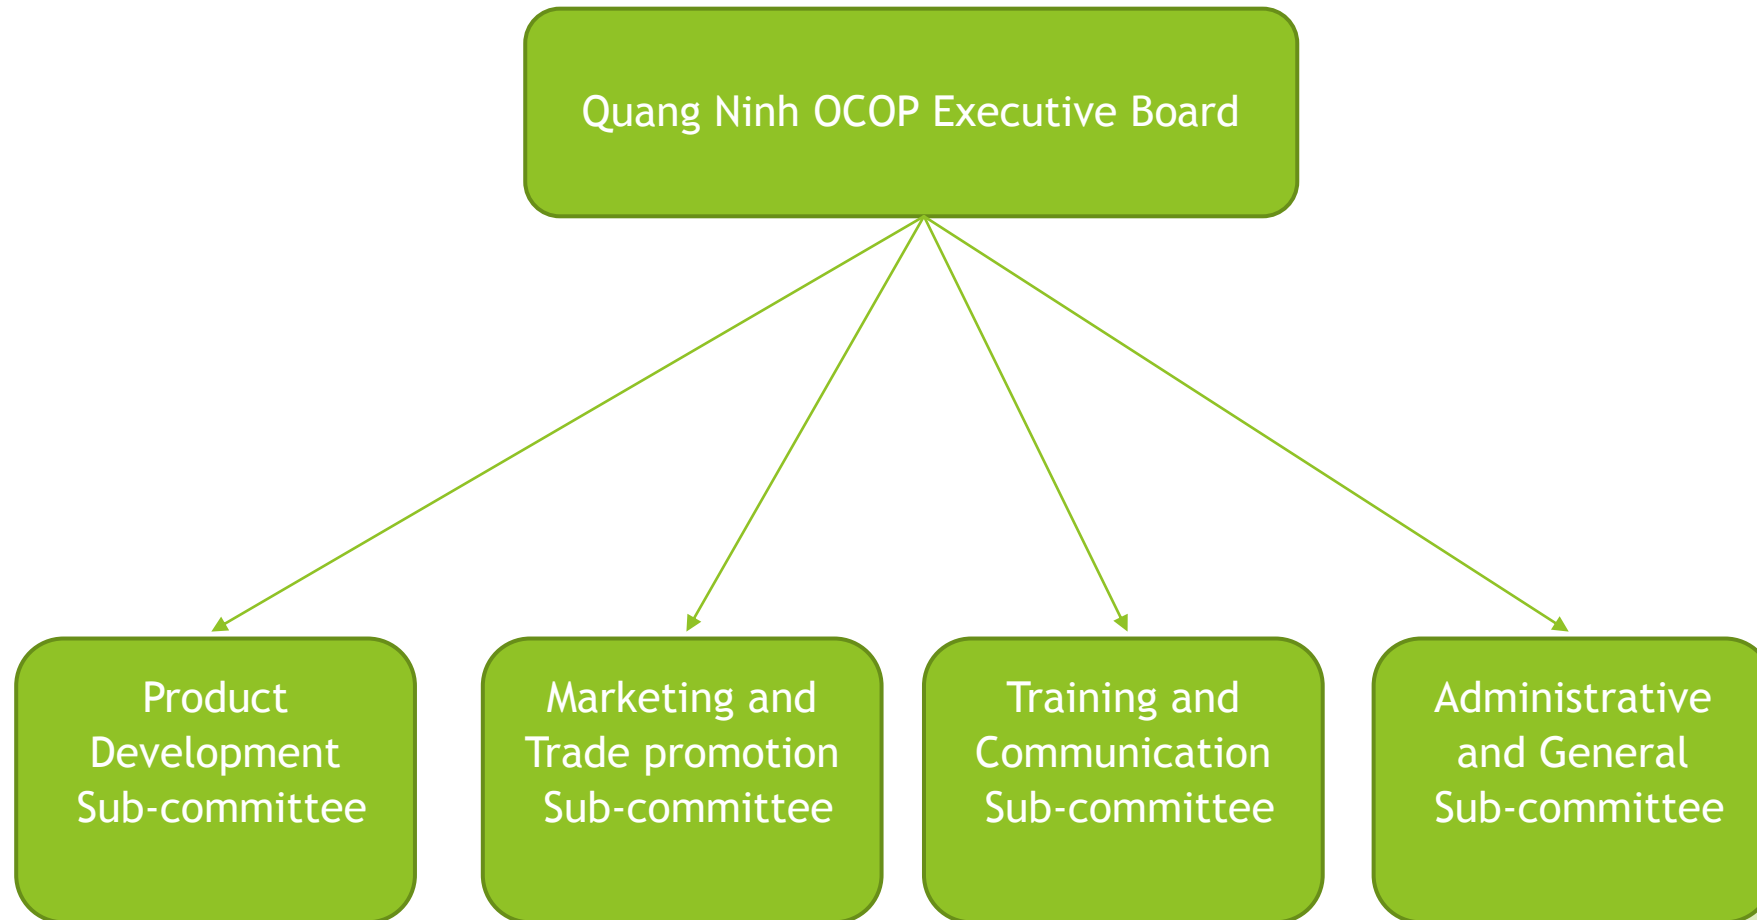 Quang Ninh OCOP Executive Board
Product
Development
Sub-committee
Marketing and
Trade promotion
Sub-committee
Training and
Communication
Sub-committee
Administrative
and General
Sub-committee